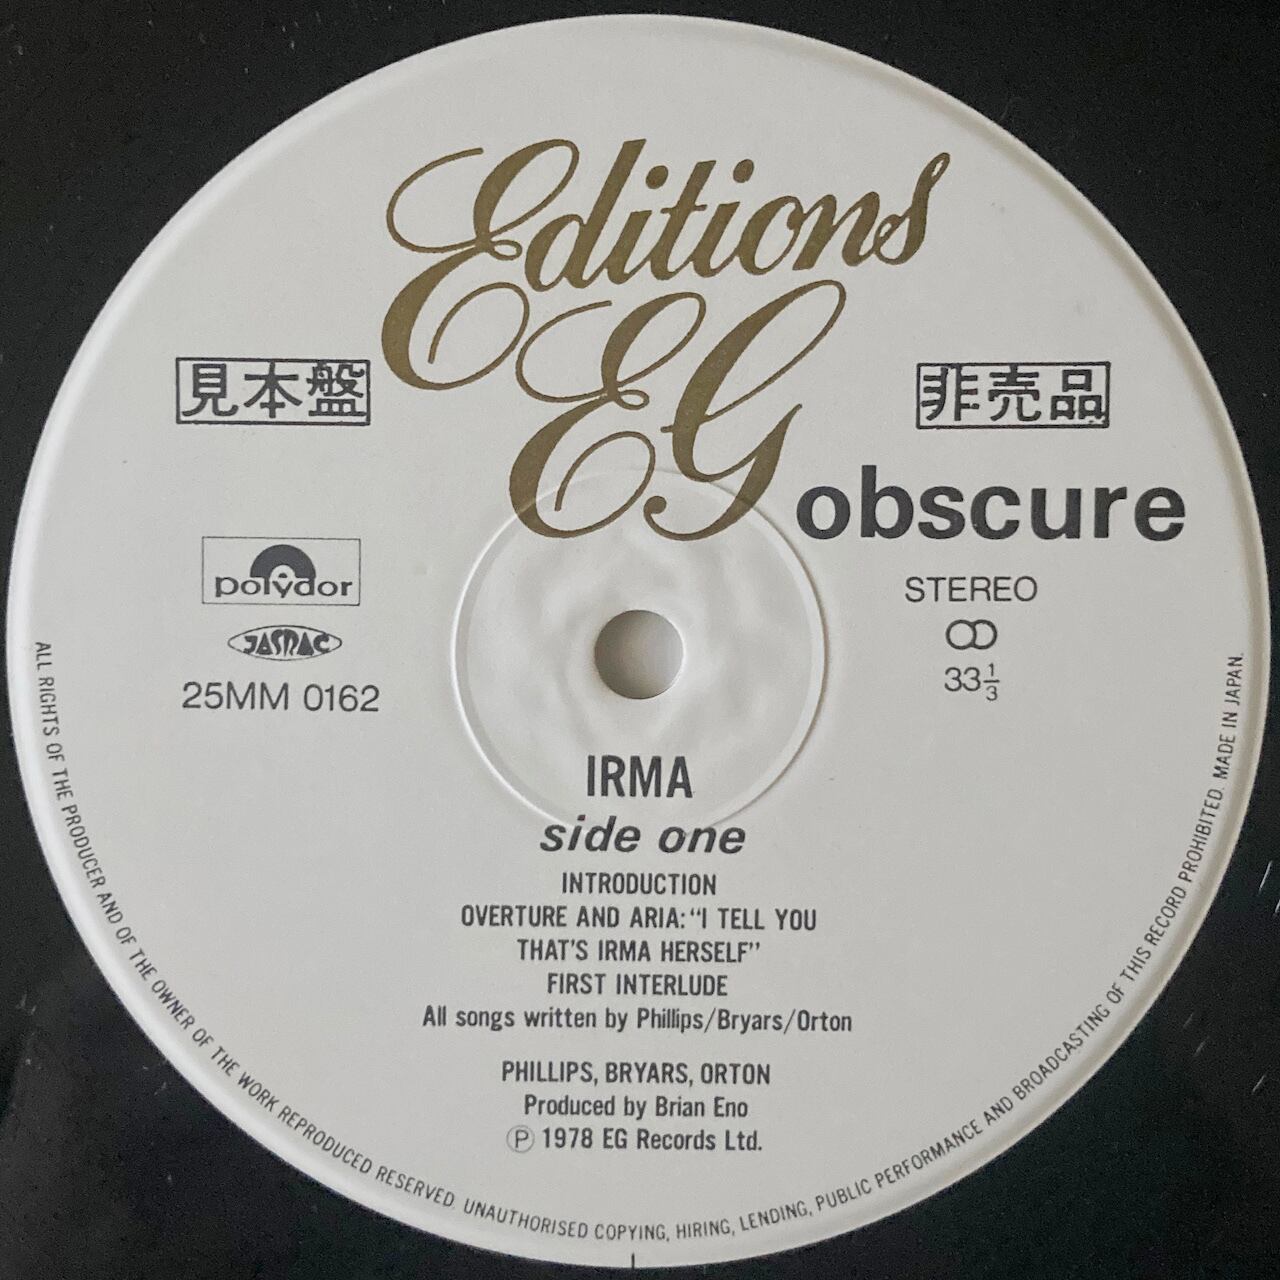 Editions
EG
見本盤
非売品
obscure
polydor
JASRAC
25MM 0162
STEREO
33 1/3
IRMA
side one
INTRODUCTION
OVERTURE AND ARIA: "I TELL YOU
THAT'S IRMA HERSELF"
FIRST INTERLUDE
All songs written by Phillips/Bryars/Orton
PHILLIPS, BRYARS, ORTON
Produced by Brian Eno
Ⓟ 1978 EG Records Ltd.
ALL RIGHTS OF THE PRODUCER AND OF THE OWNER OF THE WORK REPRODUCED RESERVED. UNAUTHORISED COPYING, HIRING, LENDING, PUBLIC PERFORMANCE AND BROADCASTING OF THIS RECORD PROHIBITED. MADE IN JAPAN.